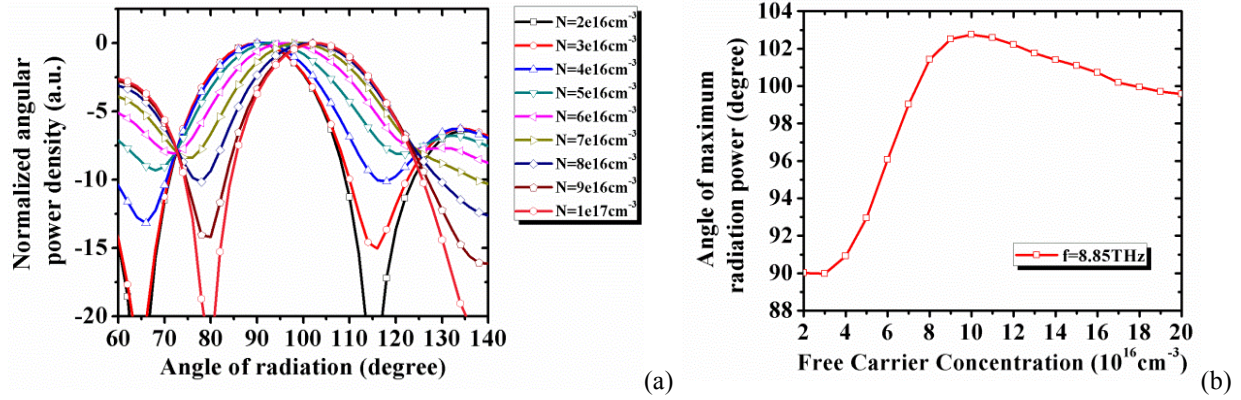 Normalized angular
power density (a.u.)
0
-5
-10
-15
-20
60 70 80 90 100 110 120 130 140
Angle of radiation (degree)
N=2e16cm⁻³
N=3e16cm⁻³
N=4e16cm⁻³
N=5e16cm⁻³
N=6e16cm⁻³
N=7e16cm⁻³
N=8e16cm⁻³
N=9e16cm⁻³
N=1e17cm⁻³
(a)
Angle of maximum
radiation power (degree)
104
102
100
98
96
94
92
90
88
f=8.85THz
2 4 6 8 10 12 14 16 18 20
Free Carrier Concentration (10¹⁶cm⁻³)
(b)